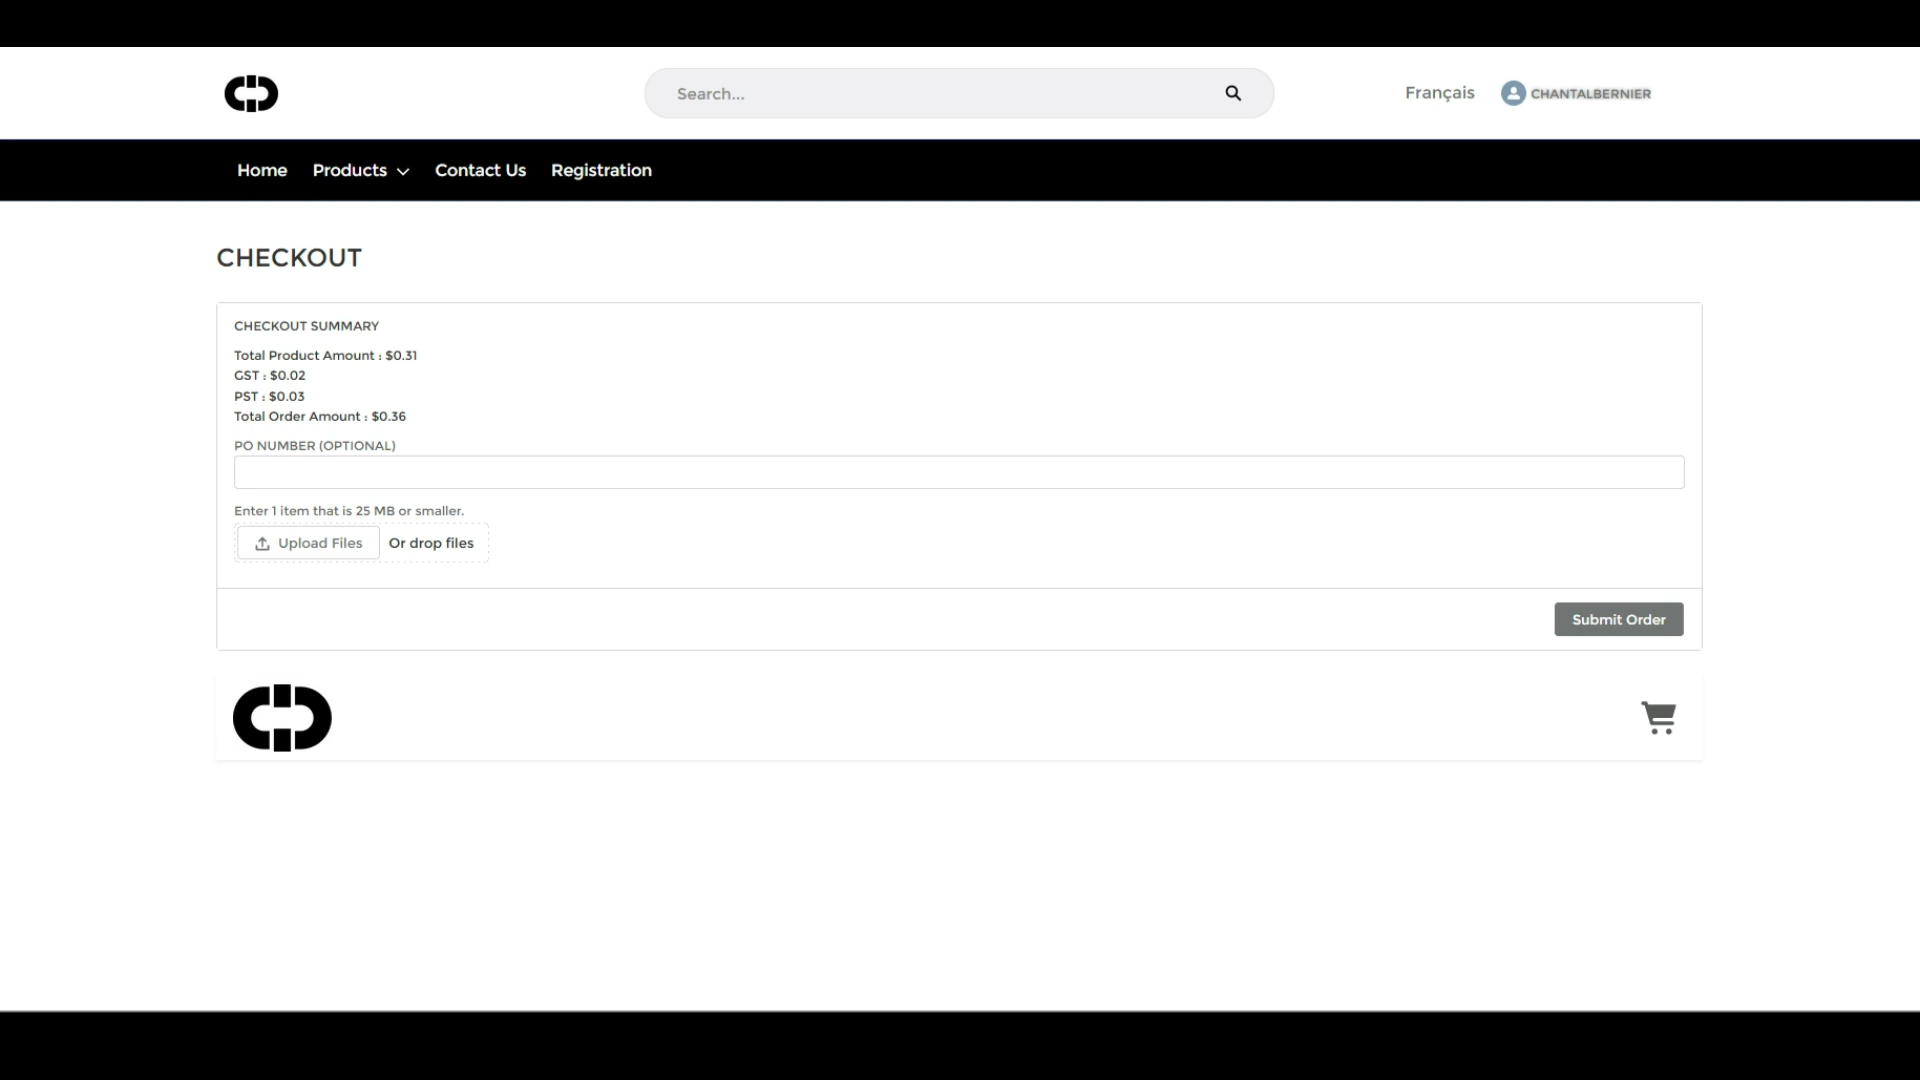 Search...
Français
CHANTALBERNIER
Home Products Contact Us Registration
CHECKOUT
CHECKOUT SUMMARY
Total Product Amount : $0.31
GST : $0.02
PST : $0.03
Total Order Amount : $0.36
PO NUMBER (OPTIONAL)
Enter 1 item that is 25 MB or smaller.
Upload Files Or drop files
Submit Order